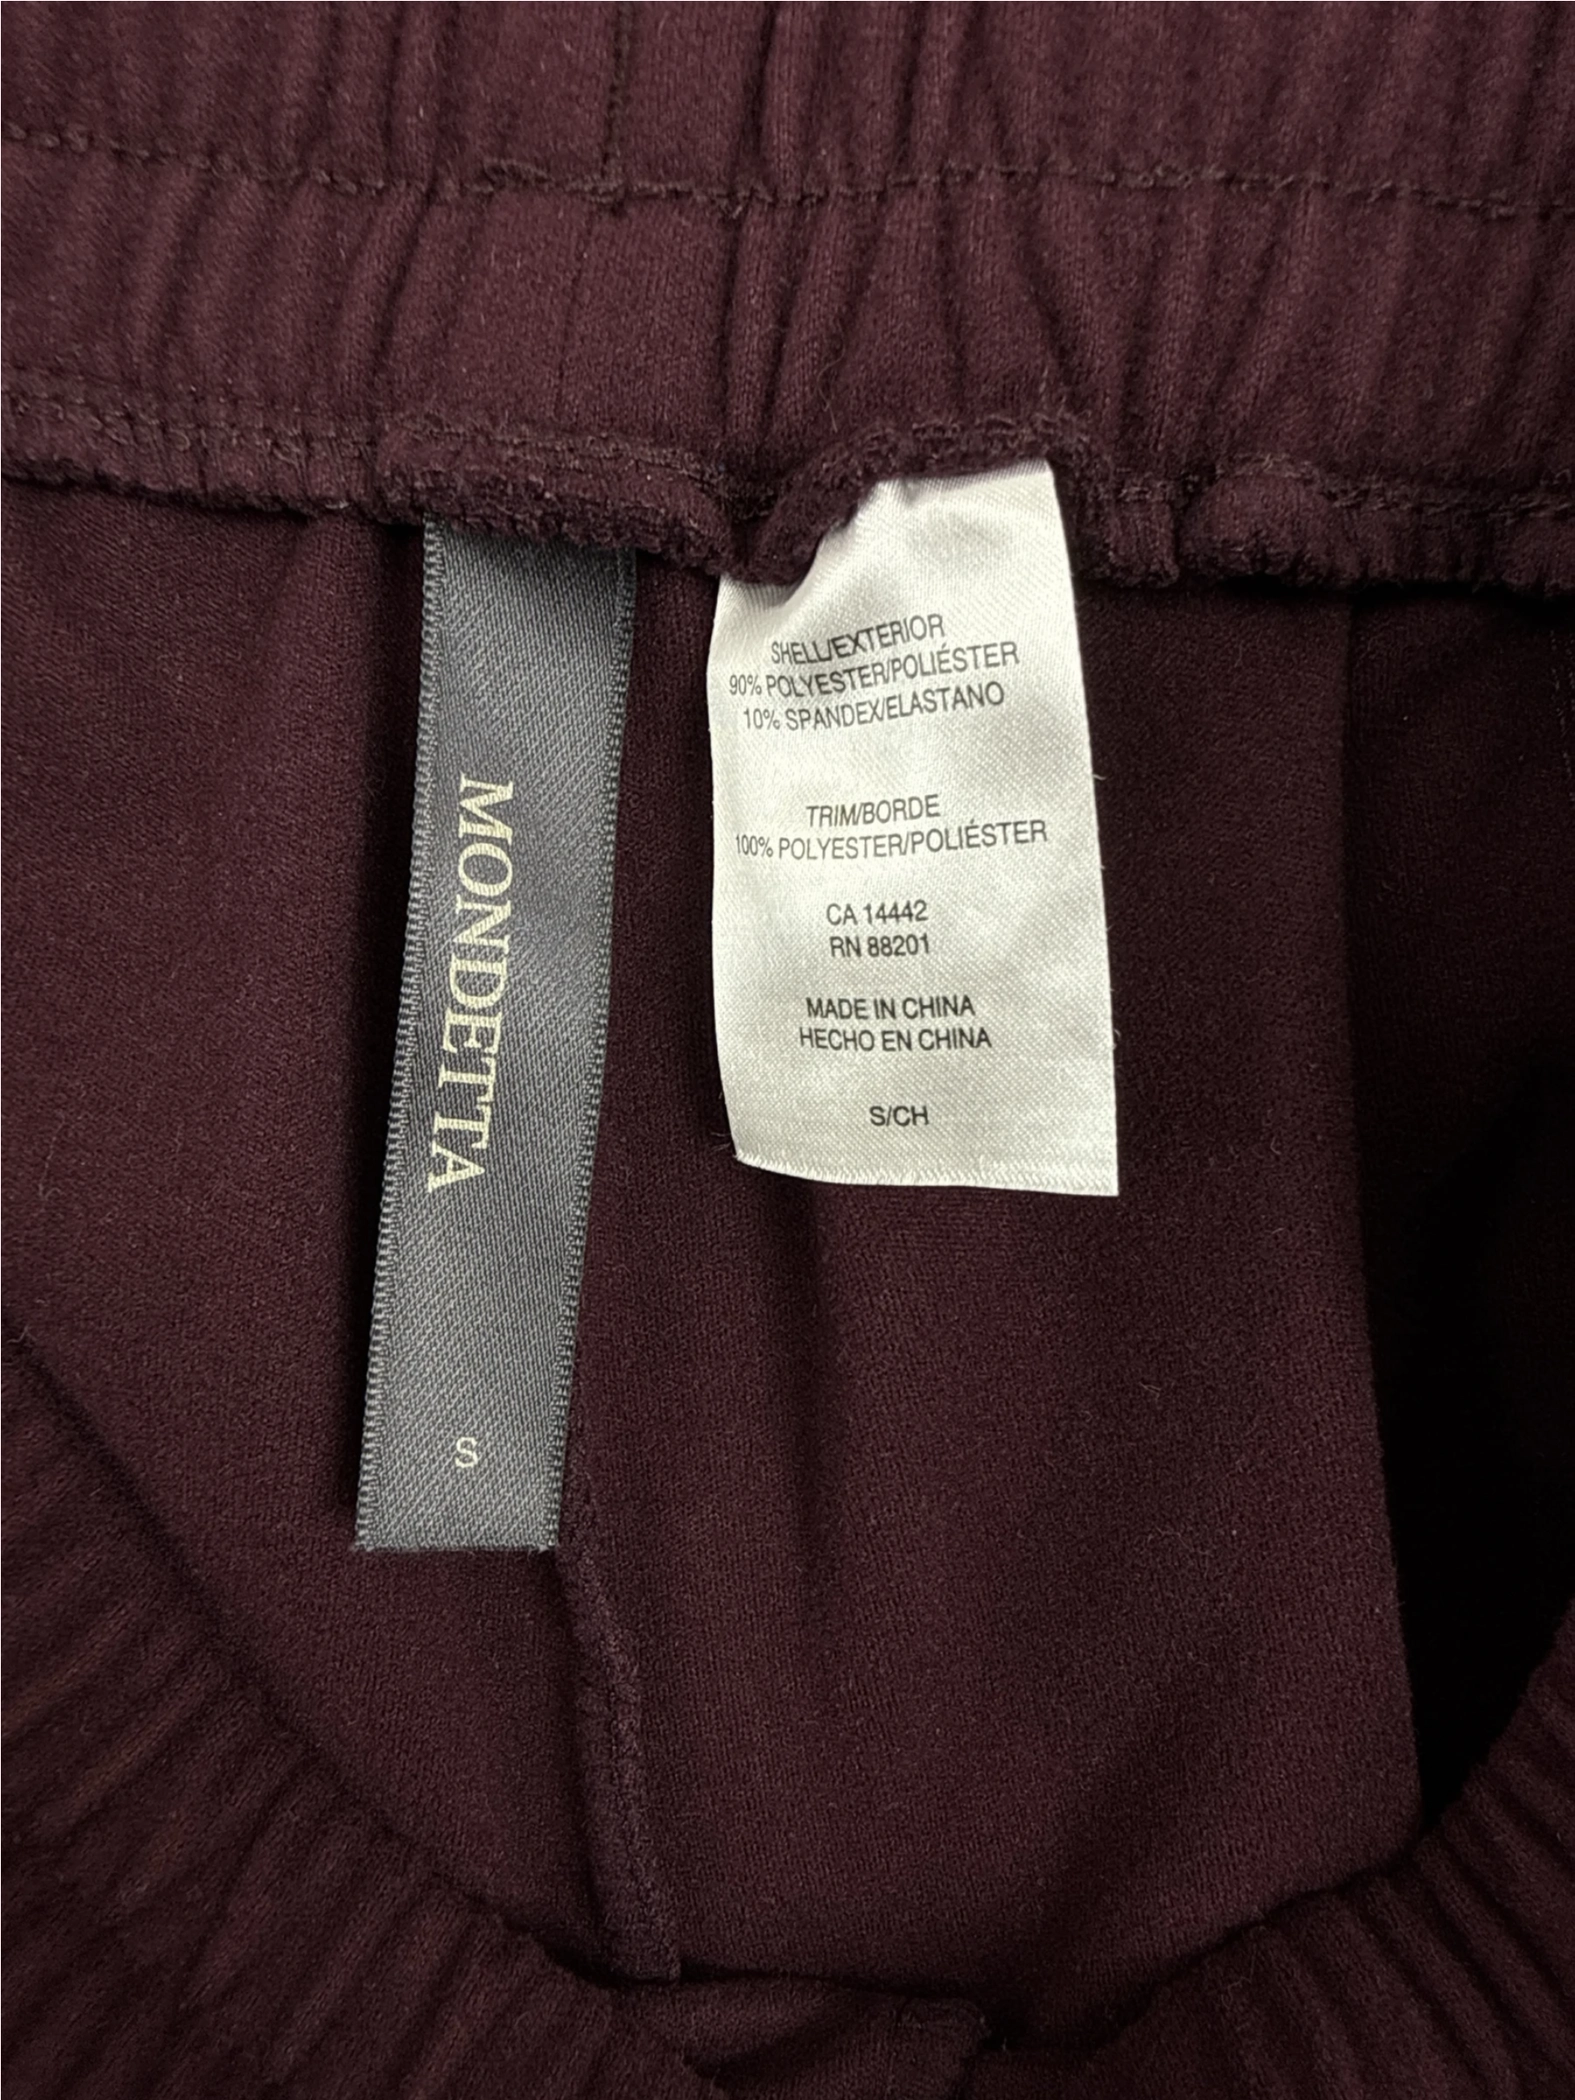 MONDETTA
S
SHELL/EXTERIOR
90% POLYESTER/POLIÉSTER
10% SPANDEX/ELASTANO
TRIM/BORDE
100% POLYESTER/POLIÉSTER
CA 14442
RN 88201
MADE IN CHINA
HECHO EN CHINA
S/CH